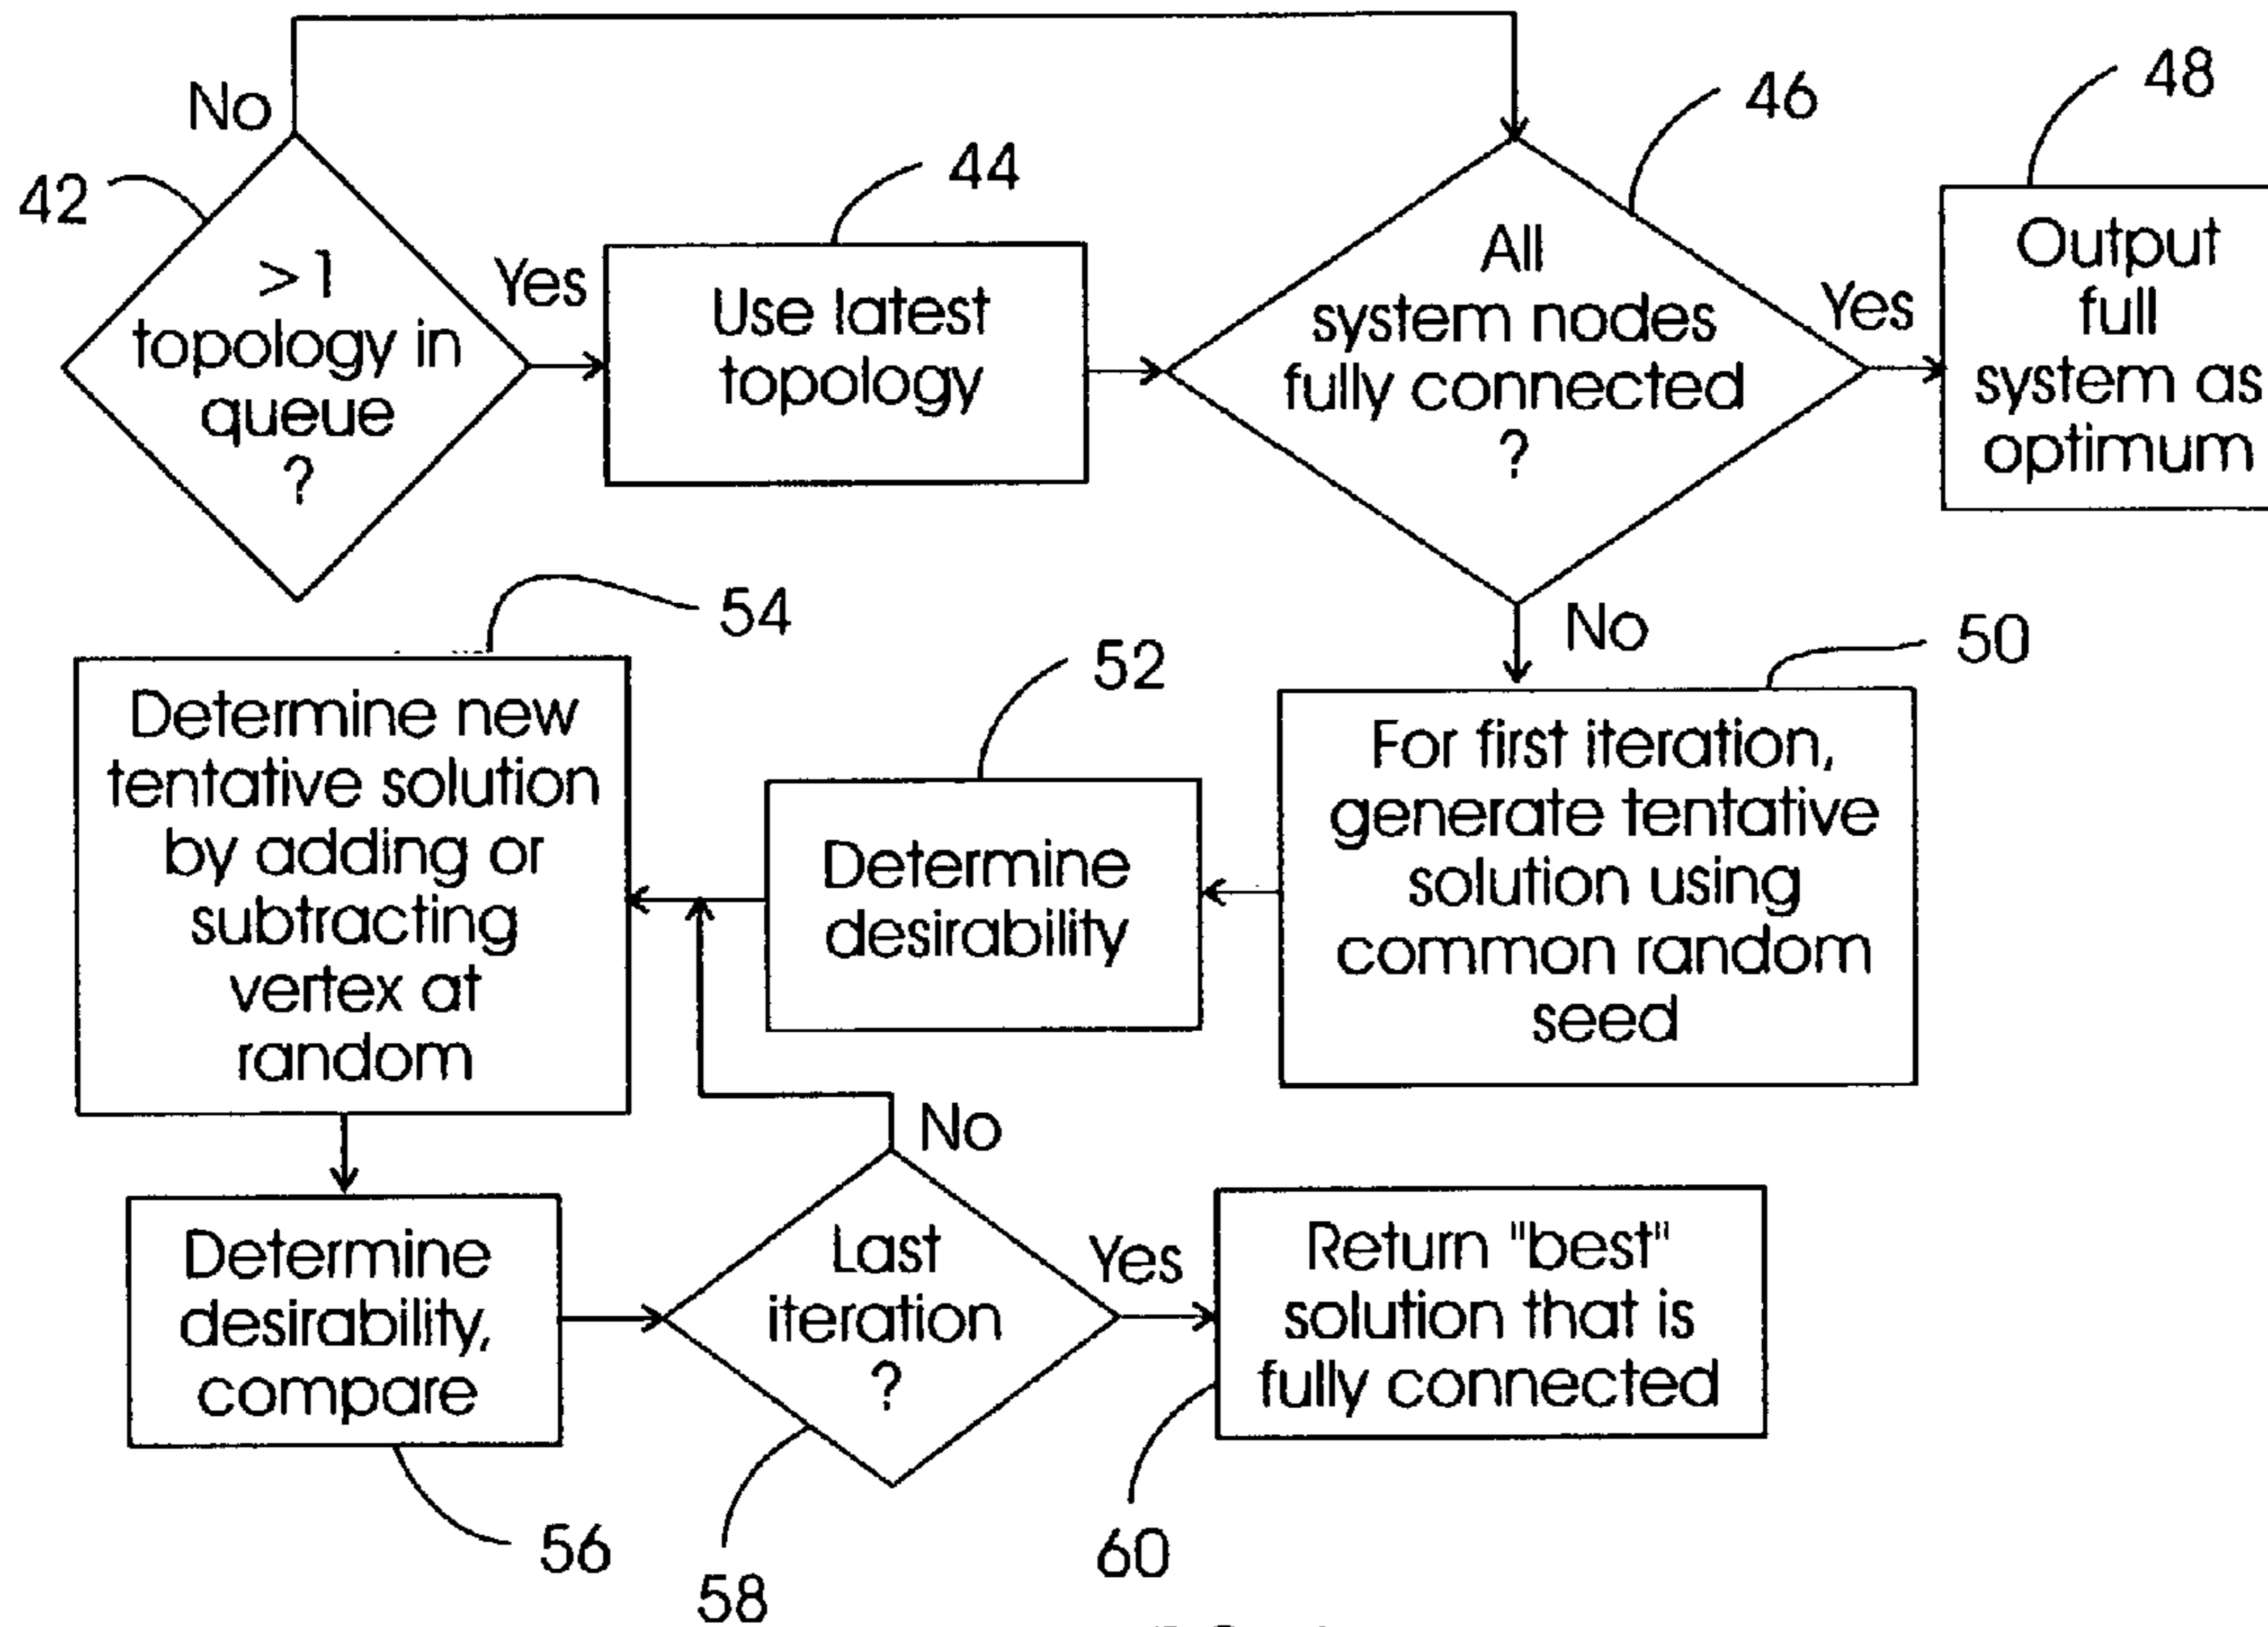 No
42
>1
topology in
queue
?
Yes
44
Use latest
topology
46
All
system nodes
fully connected
?
Yes
48
Output
full
system as
optimum
No
50
For first iteration,
generate tentative
solution using
common random
seed
52
Determine
desirability
54
Determine new
tentative solution
by adding or
subtracting
vertex at
random
Determine
desirability,
compare
56
No
Last
iteration
?
58
Yes
Return "best"
solution that is
fully connected
60